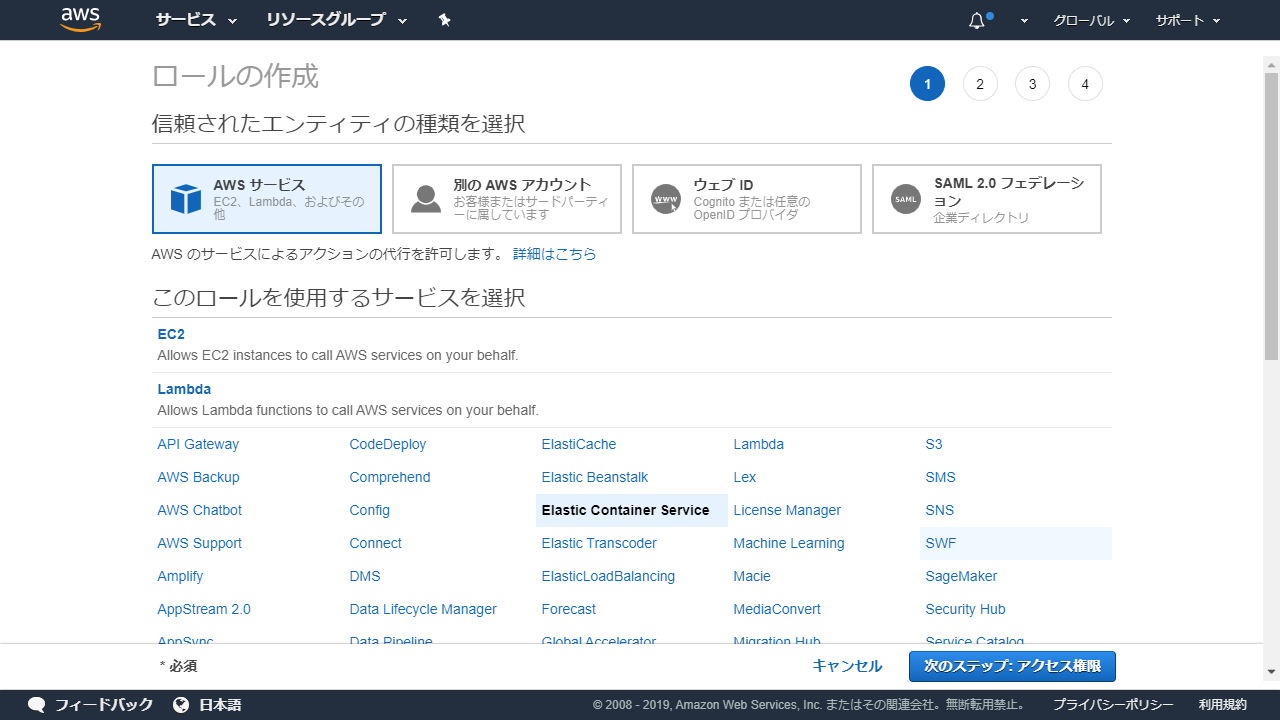 aws サービス リソースグループ グローバル サポート
ロールの作成
1 2 3 4
信頼されたエンティティの種類を選択
AWS サービス
EC2、Lambda、およびその
他
別の AWS アカウント
お客様またはサードパーティ
ーに属しています
ウェブ ID
Cognito または任意の
OpenID プロバイダ
SAML
SAML 2.0 フェデレーシ
ョン
企業ディレクトリ
AWS のサービスによるアクションの代行を許可します。 詳細はこちら
このロールを使用するサービスを選択
EC2
Allows EC2 instances to call AWS services on your behalf.
Lambda
Allows Lambda functions to call AWS services on your behalf.
API Gateway CodeDeploy ElastiCache Lambda S3
AWS Backup Comprehend Elastic Beanstalk Lex SMS
AWS Chatbot Config Elastic Container Service License Manager SNS
AWS Support Connect Elastic Transcoder Machine Learning SWF
Amplify DMS ElasticLoadBalancing Macie SageMaker
AppStream 2.0 Data Lifecycle Manager Forecast MediaConvert Security Hub
AppSync Data Pipeline Global Accelerator Migration Hub Service Catalog
* 必須 キャンセル 次のステップ: アクセス権限
フィードバック 日本語 © 2008 - 2019, Amazon Web Services, Inc. またはその関連会社。無断転用禁止。 プライバシーポリシー 利用規約